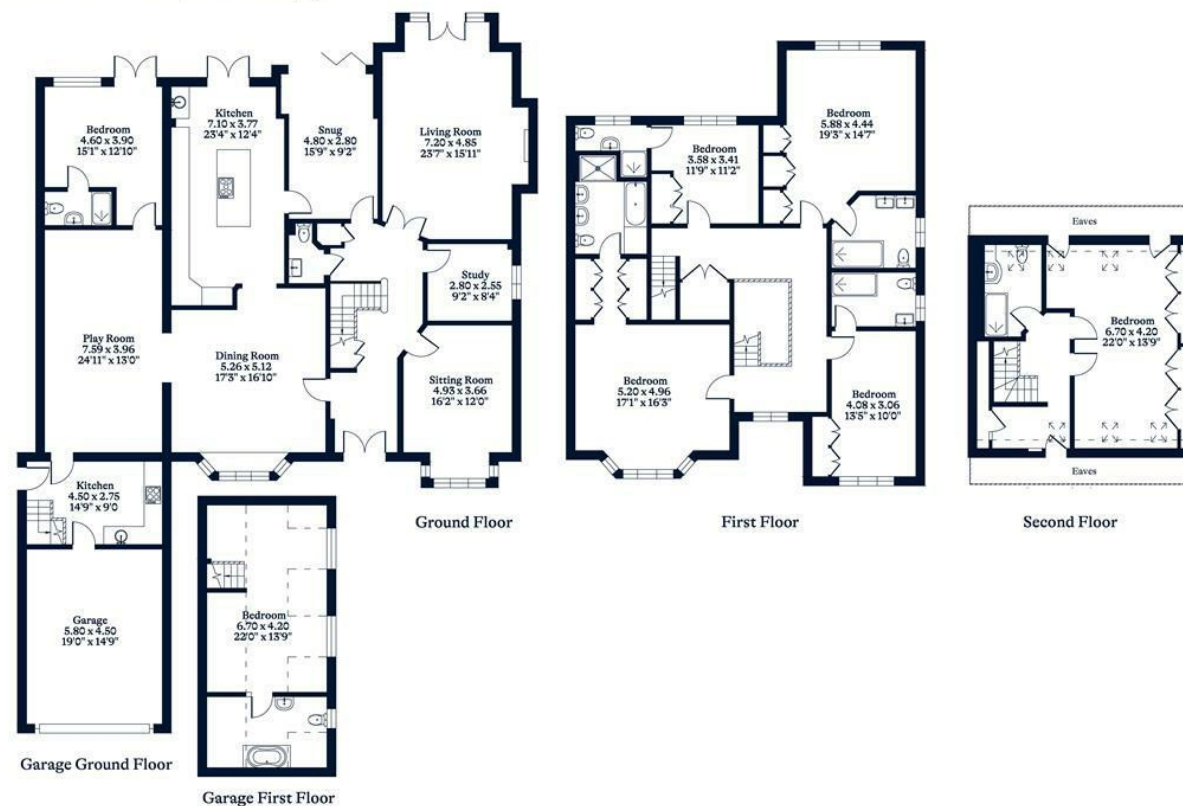 Bedroom
4.60 x 3.90
15'1" x 12'10"
Kitchen
7.10 x 3.77
23'4" x 12'4"
Snug
4.80 x 2.80
15'9" x 9'2"
Living Room
7.20 x 4.85
23'7" x 15'11"
Study
2.80 x 2.55
9'2" x 8'4"
Play Room
7.59 x 3.96
24'11" x 13'0"
Dining Room
5.26 x 5.12
17'3" x 16'10"
Sitting Room
4.93 x 3.66
16'2" x 12'0"
Kitchen
4.50 x 2.75
14'9" x 9'0
Ground Floor
Garage
5.80 x 4.50
19'0" x 14'9"
Garage Ground Floor
Bedroom
6.70 x 4.20
22'0" x 13'9"
Garage First Floor
Bedroom
5.88 x 4.44
19'3" x 14'7"
Bedroom
3.58 x 3.41
11'9" x 11'2"
Bedroom
5.20 x 4.96
17'1" x 16'3"
Bedroom
4.08 x 3.06
13'5" x 10'0"
First Floor
Eaves
Bedroom
6.70 x 4.20
22'0" x 13'9"
Eaves
Second Floor